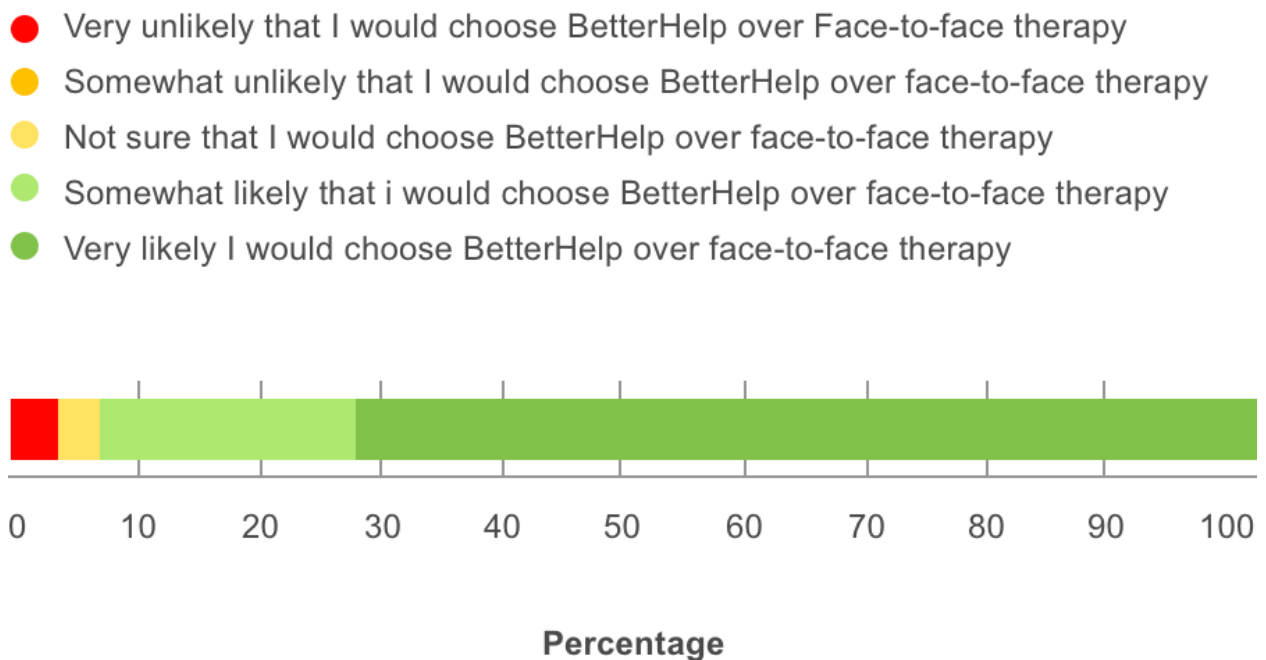 Very unlikely that I would choose BetterHelp over Face-to-face therapy
Somewhat unlikely that I would choose BetterHelp over face-to-face therapy
Not sure that I would choose BetterHelp over face-to-face therapy
Somewhat likely that i would choose BetterHelp over face-to-face therapy
Very likely I would choose BetterHelp over face-to-face therapy
0 10 20 30 40 50 60 70 80 90 100
Percentage